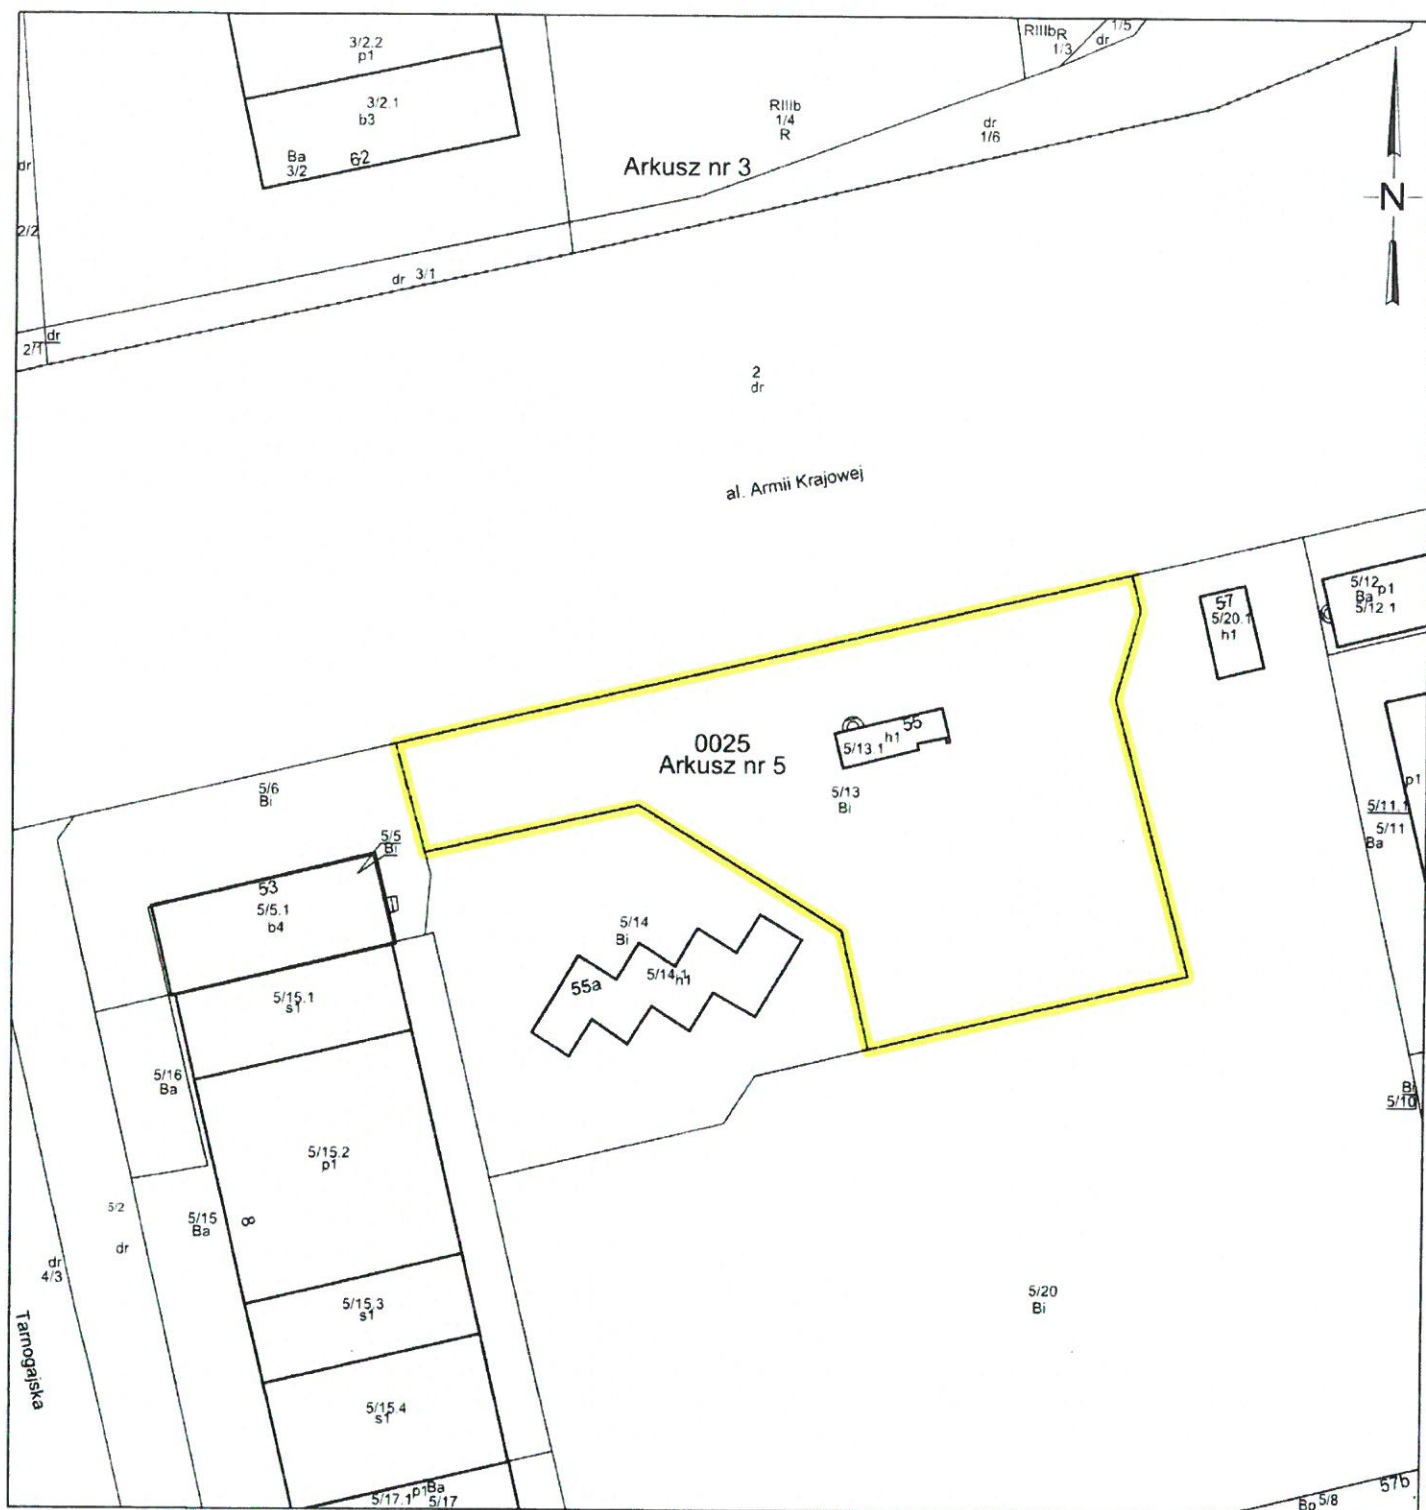 3/2.2
p1
3/2.1
b3
Ba
3/2
62
dr
2/2
dr
2/1
dr 3/1
RIIIb
1/4
R
Arkusz nr 3
RIIIb
R
1/3
dr
1/5
dr
1/6
N
2
dr
al. Armii Krajowej
57
5/20.1
h1
5/12
Ba
p1
5/12.1
0025
Arkusz nr 5
55
h1
5/13.1
5/13
Bi
p1
5/11.1
5/11
Ba
5/6
Bi
5/5
Bi
53
5/5.1
b4
5/14
Bi
55a
5/14.1
h1
5/15.1
s1
5/16
Ba
5/15.2
p1
Bi
5/10
5/2
dr
5/15
Ba
8
dr
4/3
Tarnogajska
5/15.3
s1
5/20
Bi
5/15.4
s1
5/17.1
p1
Ba
5/17
57b
Bp 5/8